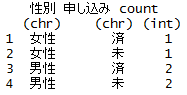 性別 申し込み count
(chr) (chr) (int)
1 女性 済 1
2 女性 未 1
3 男性 済 2
4 男性 未 2